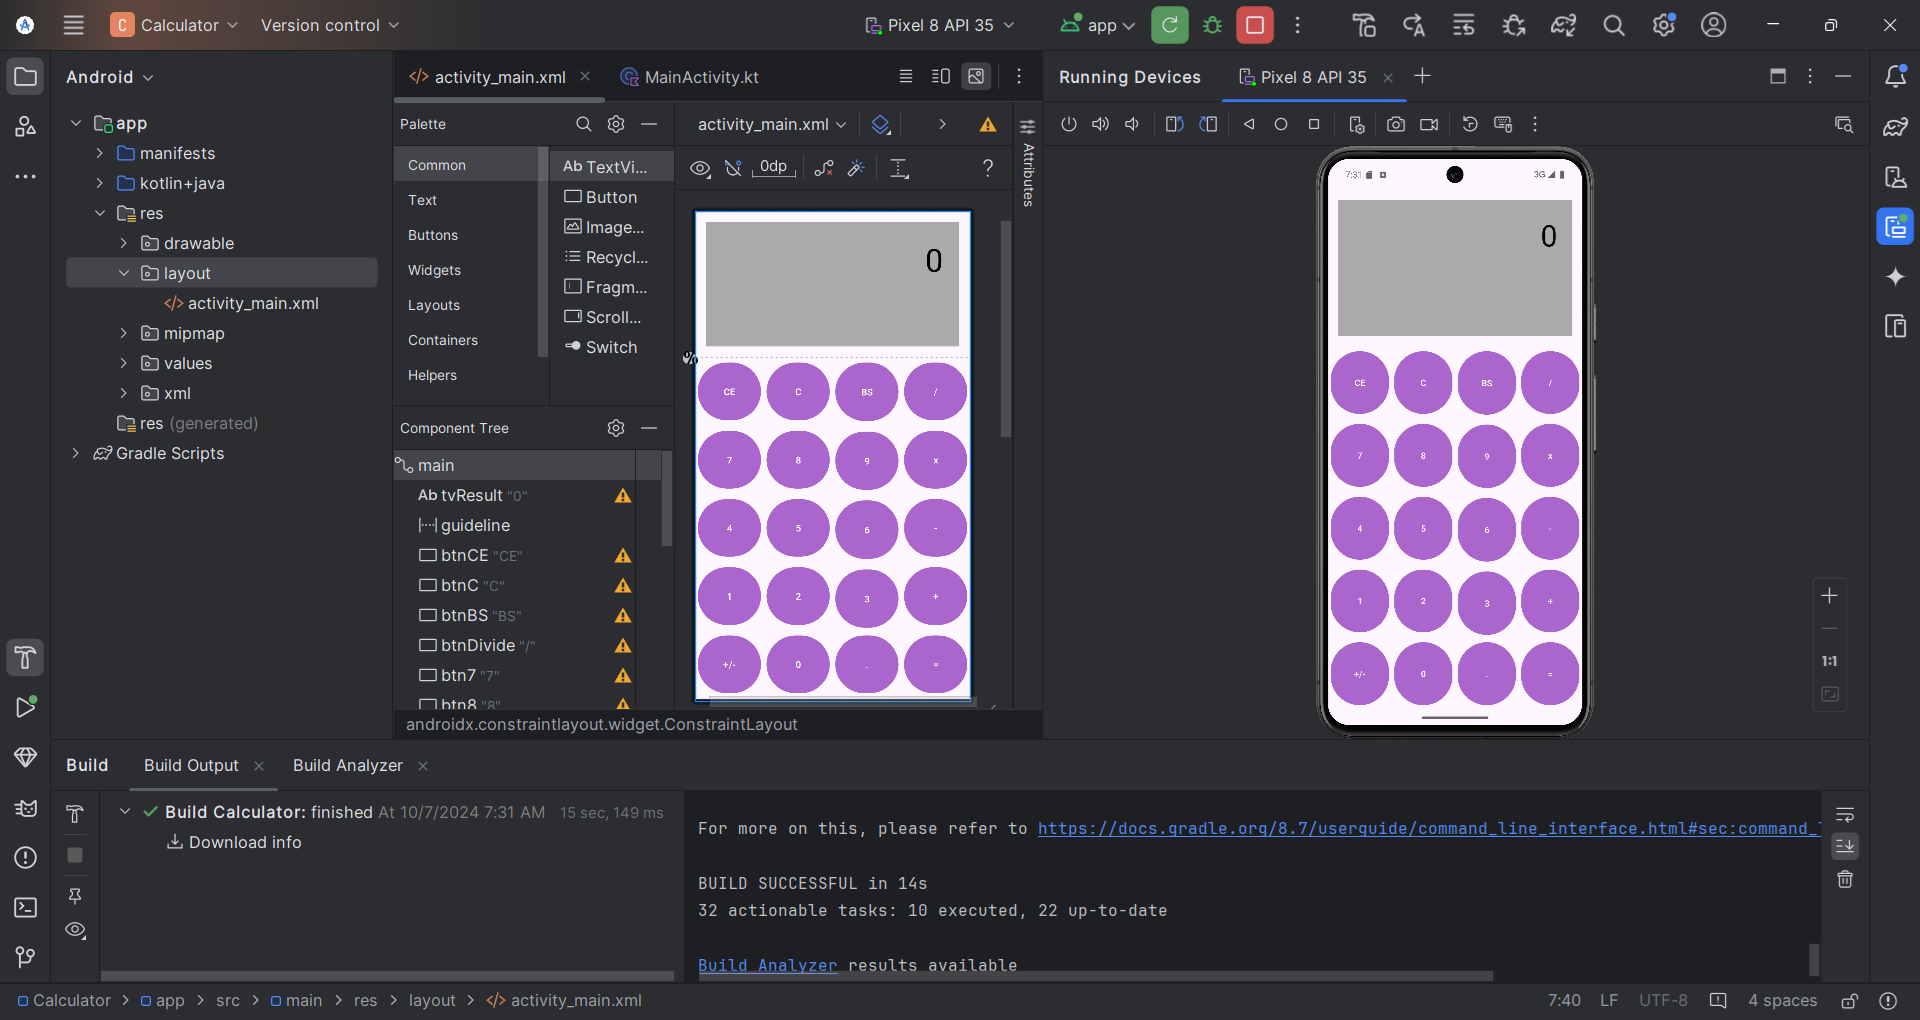 C Calculator
Version control
Pixel 8 API 35
app
Android
activity_main.xml
MainActivity.kt
Running Devices
Pixel 8 API 35
app
manifests
kotlin+java
res
drawable
layout
activity_main.xml
mipmap
values
xml
res (generated)
Gradle Scripts
Palette
Common
Text
Buttons
Widgets
Layouts
Containers
Helpers
Ab TextVi...
Button
Image...
Recycl...
Fragm...
Scroll...
Switch
activity_main.xml
0dp
?
Attributes
Component Tree
main
Ab tvResult "0"
guideline
btnCE "CE"
btnC "C"
btnBS "BS"
btnDivide "/"
btn7 "7"
btn8 "8"
0
CE C BS /
7 8 9 x
4 5 6 -
1 2 3 +
+/- 0 . =
androidx.constraintlayout.widget.ConstraintLayout
7:31
3G
0
CE C BS /
7 8 9 x
4 5 6 -
1 2 3 +
+/- 0 . =
1:1
Build
Build Output
Build Analyzer
Build Calculator: finished At 10/7/2024 7:31 AM 15 sec, 149 ms
Download info
For more on this, please refer to https://docs.gradle.org/8.7/userguide/command_line_interface.html#sec:command_
BUILD SUCCESSFUL in 14s
32 actionable tasks: 10 executed, 22 up-to-date
Build Analyzer results available
Calculator > app > src > main > res > layout > activity_main.xml
7:40 LF UTF-8 4 spaces